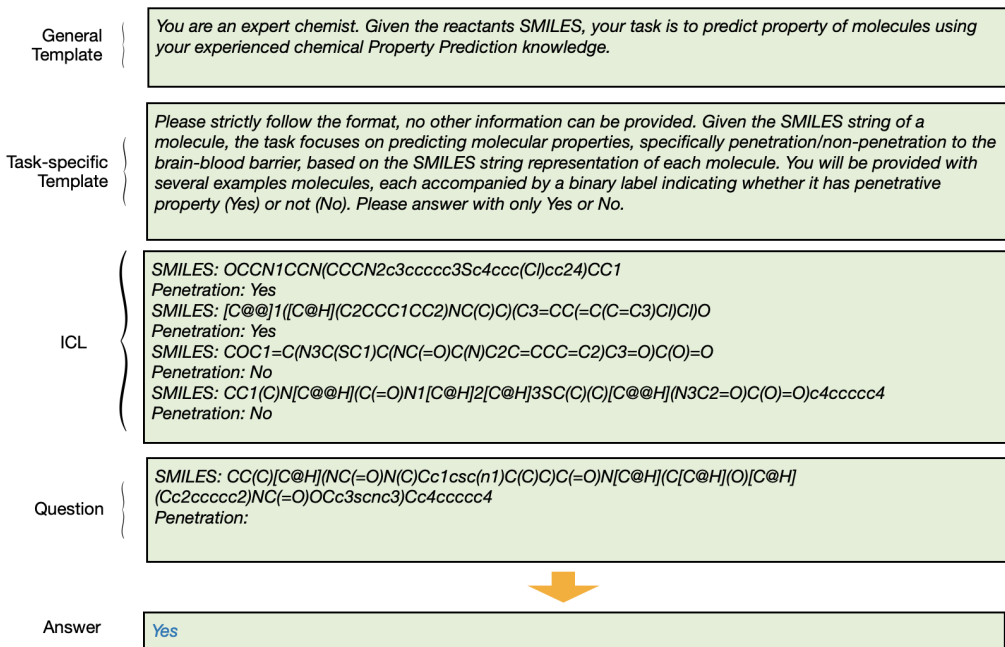 General
Template
You are an expert chemist. Given the reactants SMILES, your task is to predict property of molecules using
your experienced chemical Property Prediction knowledge.
Task-specific
Template
Please strictly follow the format, no other information can be provided. Given the SMILES string of a
molecule, the task focuses on predicting molecular properties, specifically penetration/non-penetration to the
brain-blood barrier, based on the SMILES string representation of each molecule. You will be provided with
several examples molecules, each accompanied by a binary label indicating whether it has penetrative
property (Yes) or not (No). Please answer with only Yes or No.
ICL
SMILES: OCCN1CCN(CCCN2c3ccccc3Sc4ccc(Cl)cc24)CC1
Penetration: Yes
SMILES: [C@@]1([C@H](C2CCC1CC2)NC(C)C)(C3=CC(=C(C=C3)Cl)Cl)O
Penetration: Yes
SMILES: COC1=C(N3C(SC1)C(NC(=O)C(N)C2C=CCC=C2)C3=O)C(O)=O
Penetration: No
SMILES: CC1(C)N[C@@H](C(=O)N1[C@H]2[C@H]3SC(C)(C)[C@@H](N3C2=O)C(O)=O)c4ccccc4
Penetration: No
Question
SMILES: CC(C)[C@H](NC(=O)N(C)Cc1csc(n1)C(C)C)C(=O)N[C@H](C[C@H](O)[C@H]
(Cc2ccccc2)NC(=O)OCc3scnc3)Cc4ccccc4
Penetration:
Answer
Yes